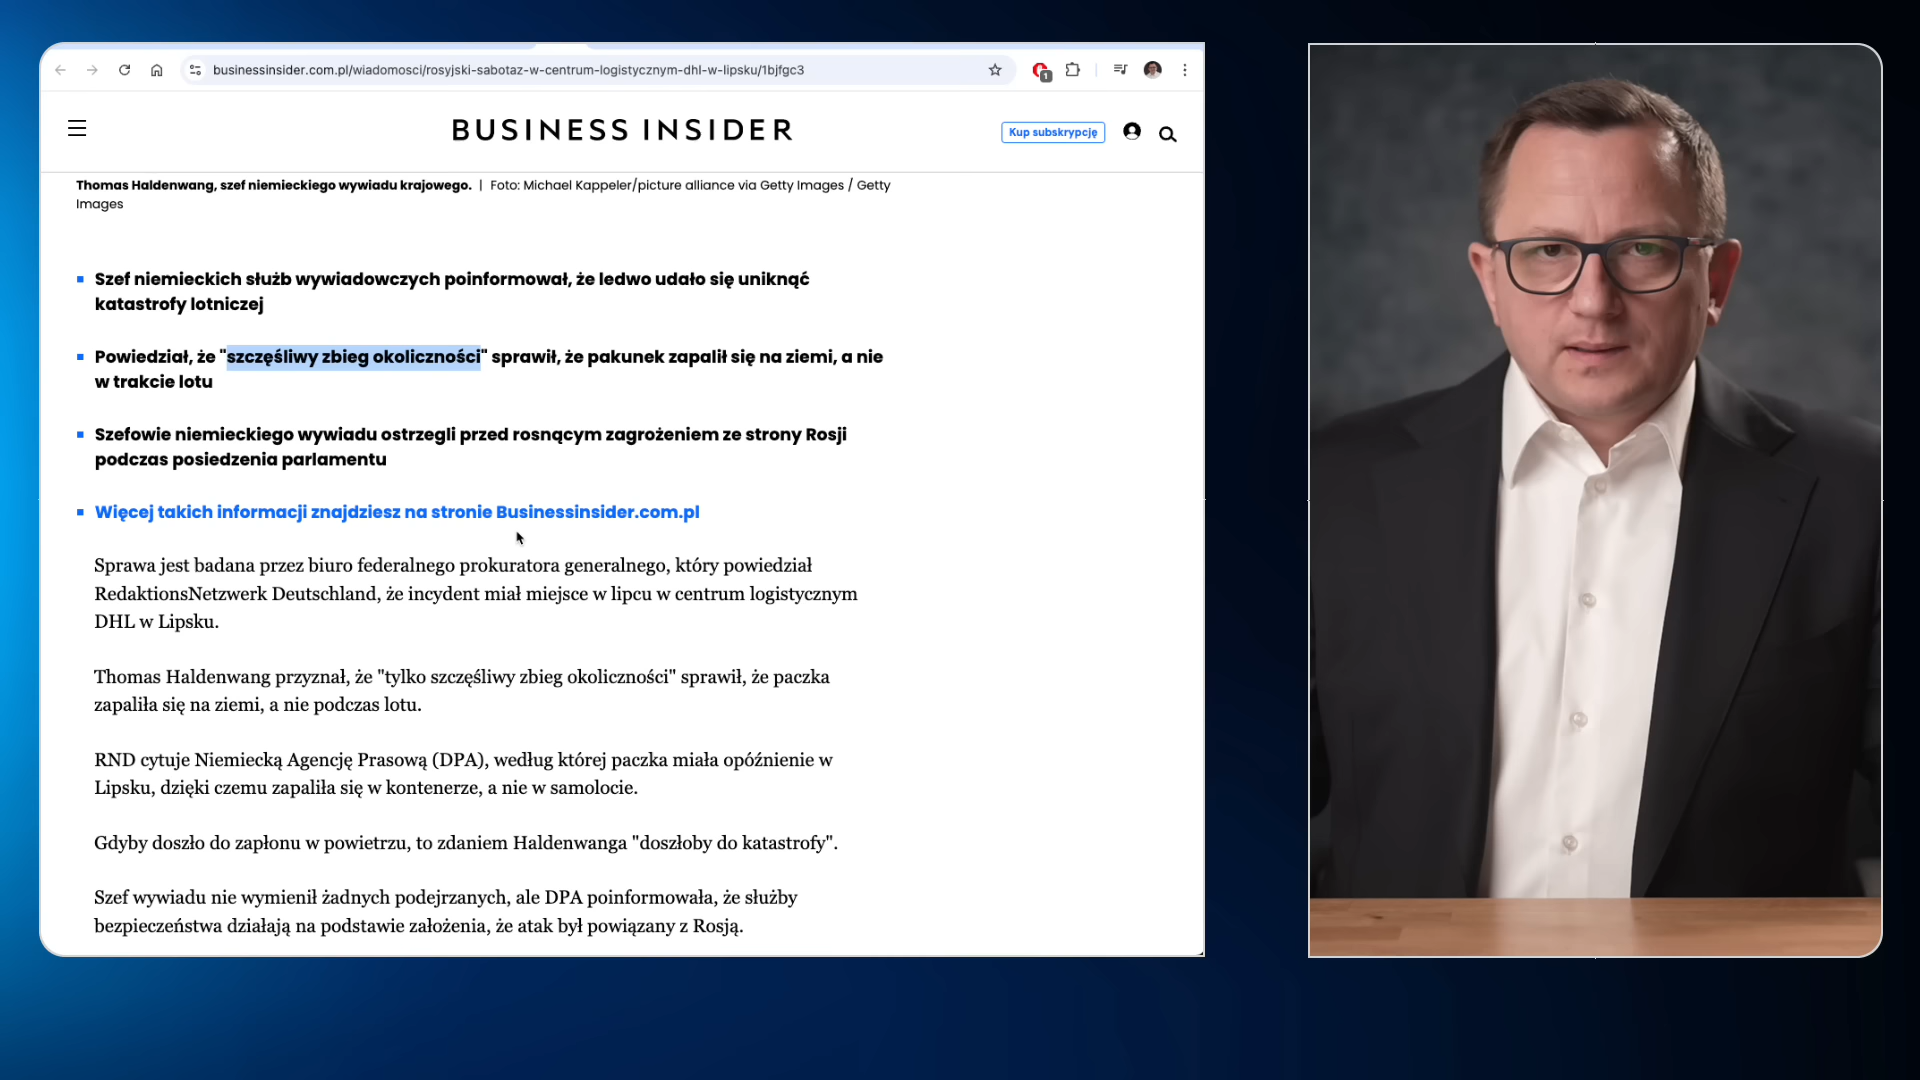 businessinsider.com.pl/wiadomosci/rosyjski-sabotaz-w-centrum-logistycznym-dhl-w-lipsku/1bjfgc3
1
BUSINESS INSIDER
Kup subskrypcję
Thomas Haldenwang, szef niemieckiego wywiadu krajowego. | Foto: Michael Kappeler/picture alliance via Getty Images / Getty
Images
Szef niemieckich służb wywiadowczych poinformował, że ledwo udało się uniknąć
katastrofy lotniczej
Powiedział, że "szczęśliwy zbieg okoliczności" sprawił, że pakunek zapalił się na ziemi, a nie
w trakcie lotu
Szefowie niemieckiego wywiadu ostrzegli przed rosnącym zagrożeniem ze strony Rosji
podczas posiedzenia parlamentu
Więcej takich informacji znajdziesz na stronie Businessinsider.com.pl
Sprawa jest badana przez biuro federalnego prokuratora generalnego, który powiedział
RedaktionsNetzwerk Deutschland, że incydent miał miejsce w lipcu w centrum logistycznym
DHL w Lipsku.
Thomas Haldenwang przyznał, że "tylko szczęśliwy zbieg okoliczności" sprawił, że paczka
zapaliła się na ziemi, a nie podczas lotu.
RND cytuje Niemiecką Agencję Prasową (DPA), według której paczka miała opóźnienie w
Lipsku, dzięki czemu zapaliła się w kontenerze, a nie w samolocie.
Gdyby doszło do zapłonu w powietrzu, to zdaniem Haldenwanga "doszłoby do katastrofy".
Szef wywiadu nie wymienił żadnych podejrzanych, ale DPA poinformowała, że służby
bezpieczeństwa działają na podstawie założenia, że atak był powiązany z Rosją.